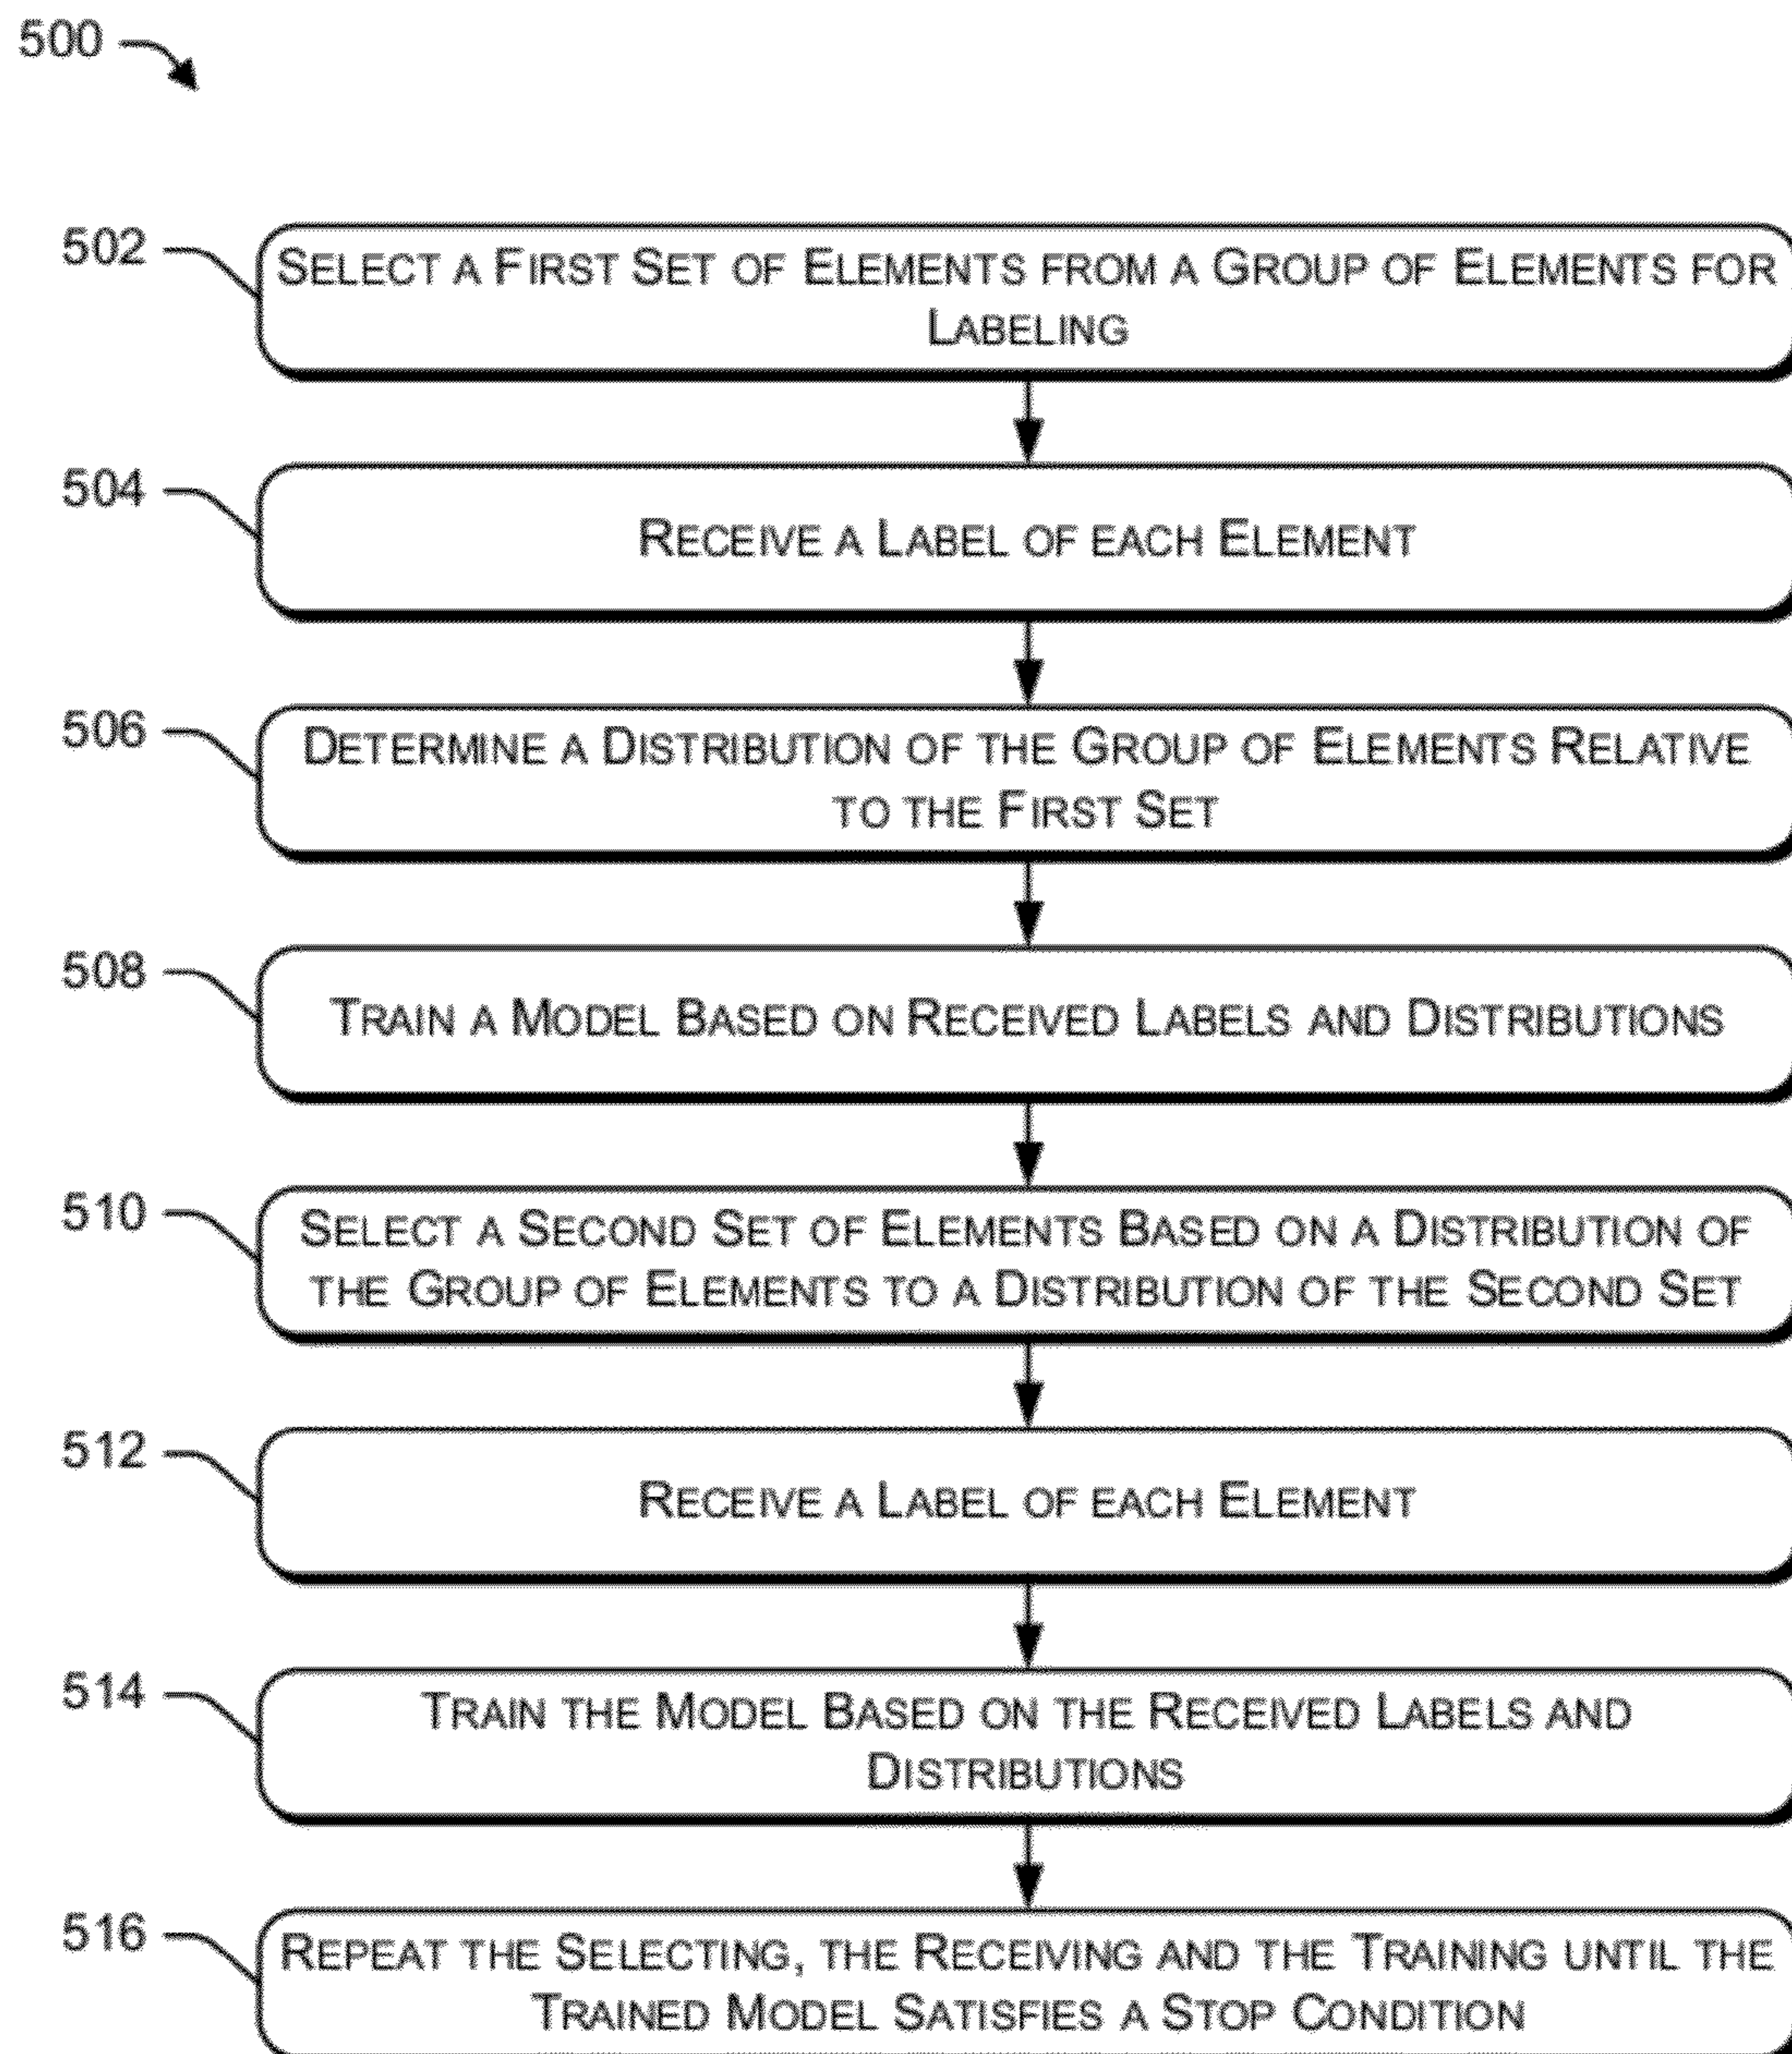 500
502
SELECT A FIRST SET OF ELEMENTS FROM A GROUP OF ELEMENTS FOR
LABELING
504
RECEIVE A LABEL OF EACH ELEMENT
506
DETERMINE A DISTRIBUTION OF THE GROUP OF ELEMENTS RELATIVE
TO THE FIRST SET
508
TRAIN A MODEL BASED ON RECEIVED LABELS AND DISTRIBUTIONS
510
SELECT A SECOND SET OF ELEMENTS BASED ON A DISTRIBUTION OF
THE GROUP OF ELEMENTS TO A DISTRIBUTION OF THE SECOND SET
512
RECEIVE A LABEL OF EACH ELEMENT
514
TRAIN THE MODEL BASED ON THE RECEIVED LABELS AND
DISTRIBUTIONS
516
REPEAT THE SELECTING, THE RECEIVING AND THE TRAINING UNTIL THE
TRAINED MODEL SATISFIES A STOP CONDITION